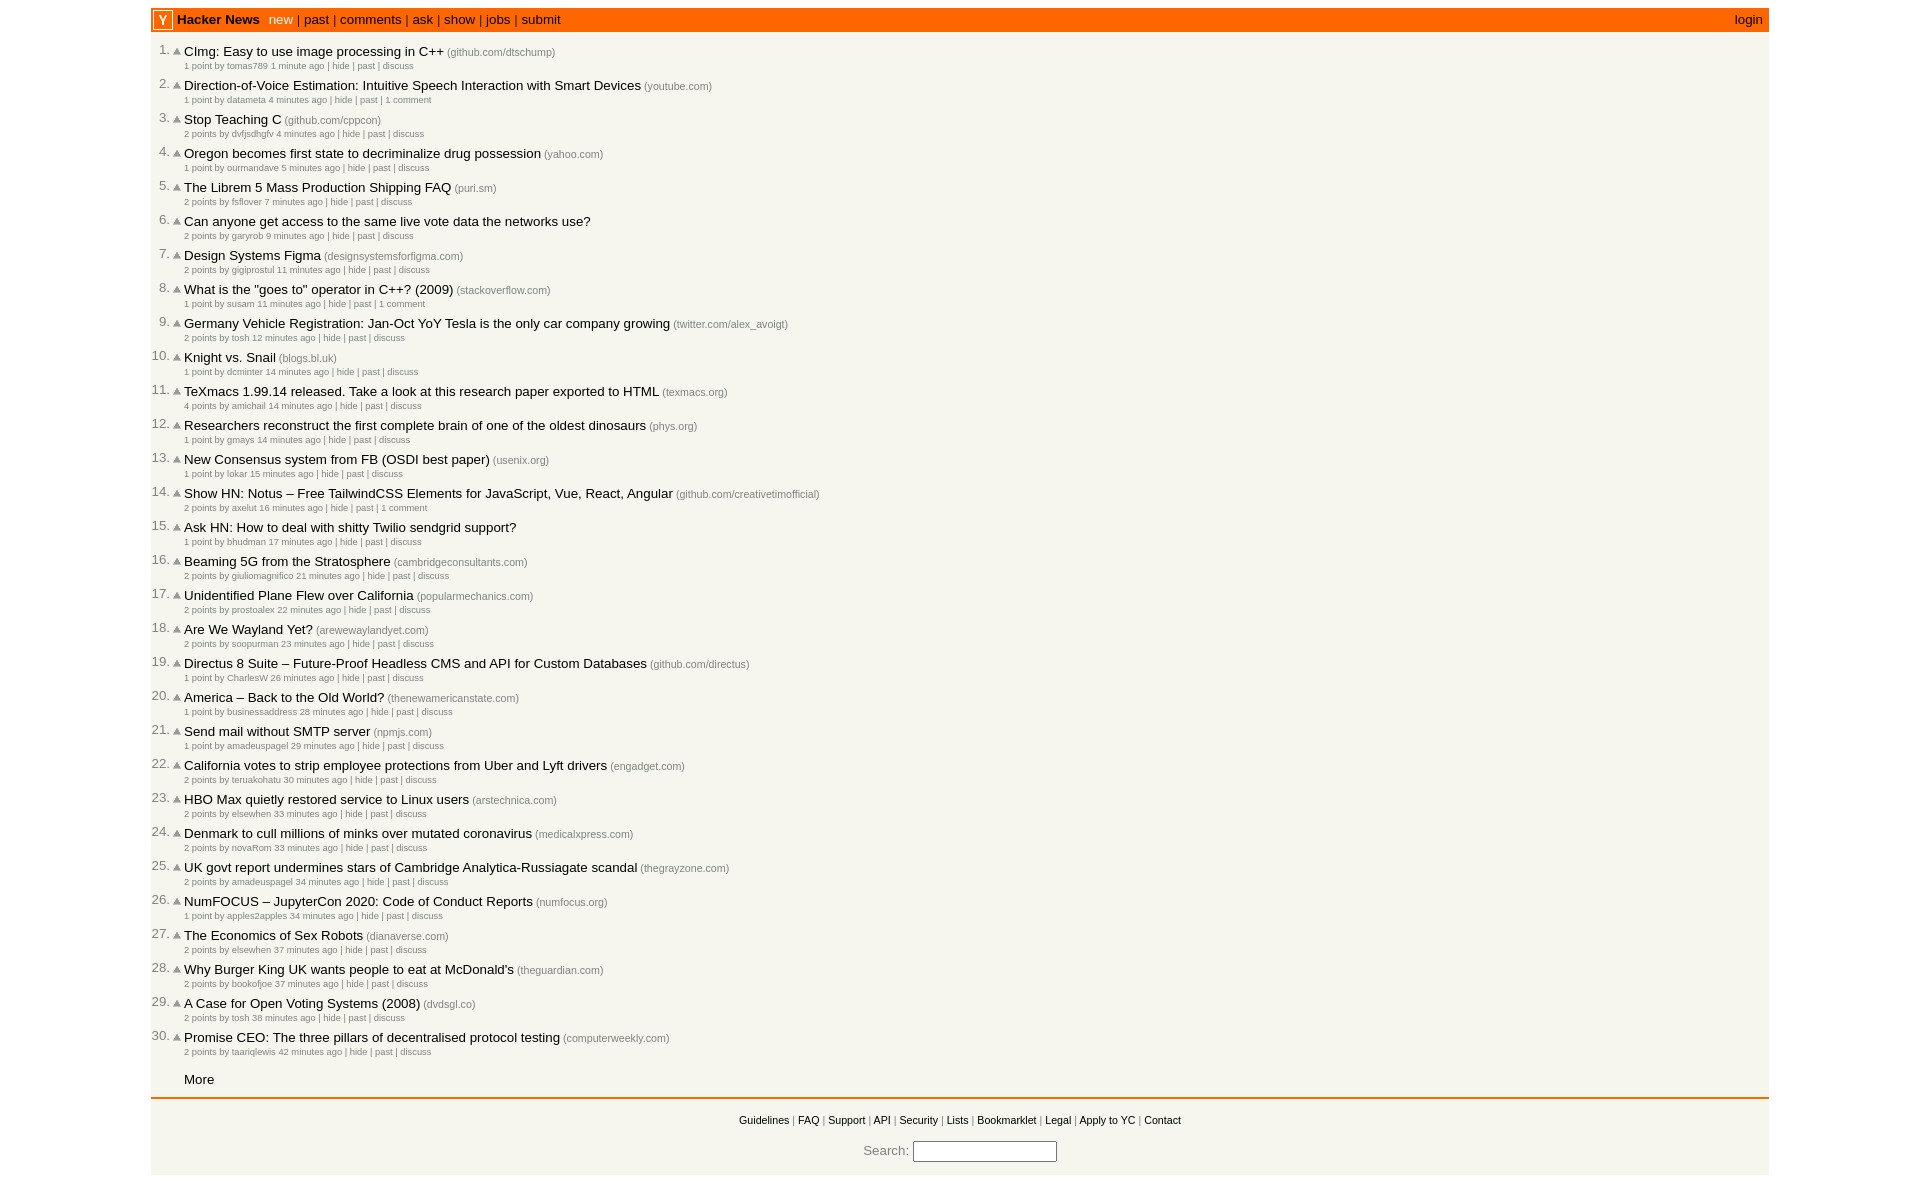 Y Hacker News new | past | comments | ask | show | jobs | submit login
1. CImg: Easy to use image processing in C++ (github.com/dtschump)
1 point by tomas789 1 minute ago | hide | past | discuss
2. Direction-of-Voice Estimation: Intuitive Speech Interaction with Smart Devices (youtube.com)
1 point by datameta 4 minutes ago | hide | past | 1 comment
3. Stop Teaching C (github.com/cppcon)
2 points by dvfjsdhgfv 4 minutes ago | hide | past | discuss
4. Oregon becomes first state to decriminalize drug possession (yahoo.com)
1 point by ourmandave 5 minutes ago | hide | past | discuss
5. The Librem 5 Mass Production Shipping FAQ (puri.sm)
2 points by fsflover 7 minutes ago | hide | past | discuss
6. Can anyone get access to the same live vote data the networks use?
2 points by garyrob 9 minutes ago | hide | past | discuss
7. Design Systems Figma (designsystemsforfigma.com)
2 points by gigiprostul 11 minutes ago | hide | past | discuss
8. What is the "goes to" operator in C++? (2009) (stackoverflow.com)
1 point by susam 11 minutes ago | hide | past | 1 comment
9. Germany Vehicle Registration: Jan-Oct YoY Tesla is the only car company growing (twitter.com/alex_avoigt)
2 points by tosh 12 minutes ago | hide | past | discuss
10. Knight vs. Snail (blogs.bl.uk)
1 point by dcminter 14 minutes ago | hide | past | discuss
11. TeXmacs 1.99.14 released. Take a look at this research paper exported to HTML (texmacs.org)
4 points by amichail 14 minutes ago | hide | past | discuss
12. Researchers reconstruct the first complete brain of one of the oldest dinosaurs (phys.org)
1 point by gmays 14 minutes ago | hide | past | discuss
13. New Consensus system from FB (OSDI best paper) (usenix.org)
1 point by lokar 15 minutes ago | hide | past | discuss
14. Show HN: Notus – Free TailwindCSS Elements for JavaScript, Vue, React, Angular (github.com/creativetimofficial)
2 points by axelut 16 minutes ago | hide | past | 1 comment
15. Ask HN: How to deal with shitty Twilio sendgrid support?
1 point by bhudman 17 minutes ago | hide | past | discuss
16. Beaming 5G from the Stratosphere (cambridgeconsultants.com)
2 points by giuliomagnifico 21 minutes ago | hide | past | discuss
17. Unidentified Plane Flew over California (popularmechanics.com)
2 points by prostoalex 22 minutes ago | hide | past | discuss
18. Are We Wayland Yet? (arewewaylandyet.com)
2 points by soopurman 23 minutes ago | hide | past | discuss
19. Directus 8 Suite – Future-Proof Headless CMS and API for Custom Databases (github.com/directus)
1 point by CharlesW 26 minutes ago | hide | past | discuss
20. America – Back to the Old World? (thenewamericanstate.com)
1 point by businessaddress 28 minutes ago | hide | past | discuss
21. Send mail without SMTP server (npmjs.com)
1 point by amadeuspagel 29 minutes ago | hide | past | discuss
22. California votes to strip employee protections from Uber and Lyft drivers (engadget.com)
2 points by teruakohatu 30 minutes ago | hide | past | discuss
23. HBO Max quietly restored service to Linux users (arstechnica.com)
2 points by elsewhen 33 minutes ago | hide | past | discuss
24. Denmark to cull millions of minks over mutated coronavirus (medicalxpress.com)
2 points by novaRom 33 minutes ago | hide | past | discuss
25. UK govt report undermines stars of Cambridge Analytica-Russiagate scandal (thegrayzone.com)
2 points by amadeuspagel 34 minutes ago | hide | past | discuss
26. NumFOCUS – JupyterCon 2020: Code of Conduct Reports (numfocus.org)
1 point by apples2apples 34 minutes ago | hide | past | discuss
27. The Economics of Sex Robots (dianaverse.com)
2 points by elsewhen 37 minutes ago | hide | past | discuss
28. Why Burger King UK wants people to eat at McDonald's (theguardian.com)
2 points by bookofjoe 37 minutes ago | hide | past | discuss
29. A Case for Open Voting Systems (2008) (dvdsgl.co)
2 points by tosh 38 minutes ago | hide | past | discuss
30. Promise CEO: The three pillars of decentralised protocol testing (computerweekly.com)
2 points by taariqlewis 42 minutes ago | hide | past | discuss
More
Guidelines | FAQ | Support | API | Security | Lists | Bookmarklet | Legal | Apply to YC | Contact
Search: